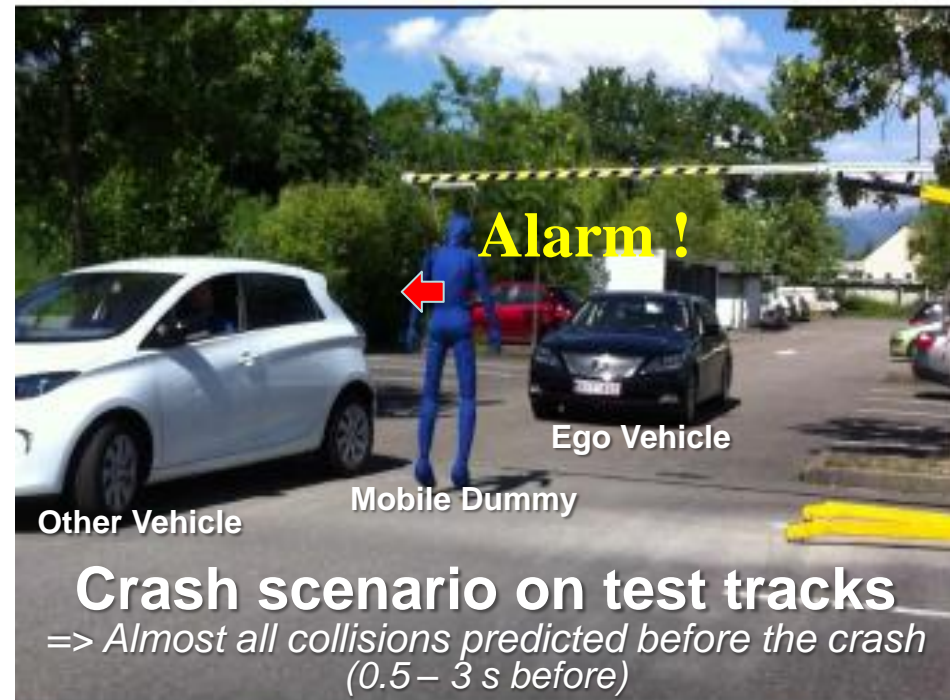 Alarm !
Ego Vehicle
Mobile Dummy
Other Vehicle
Crash scenario on test tracks
=> Almost all collisions predicted before the crash
(0.5 – 3 s before)